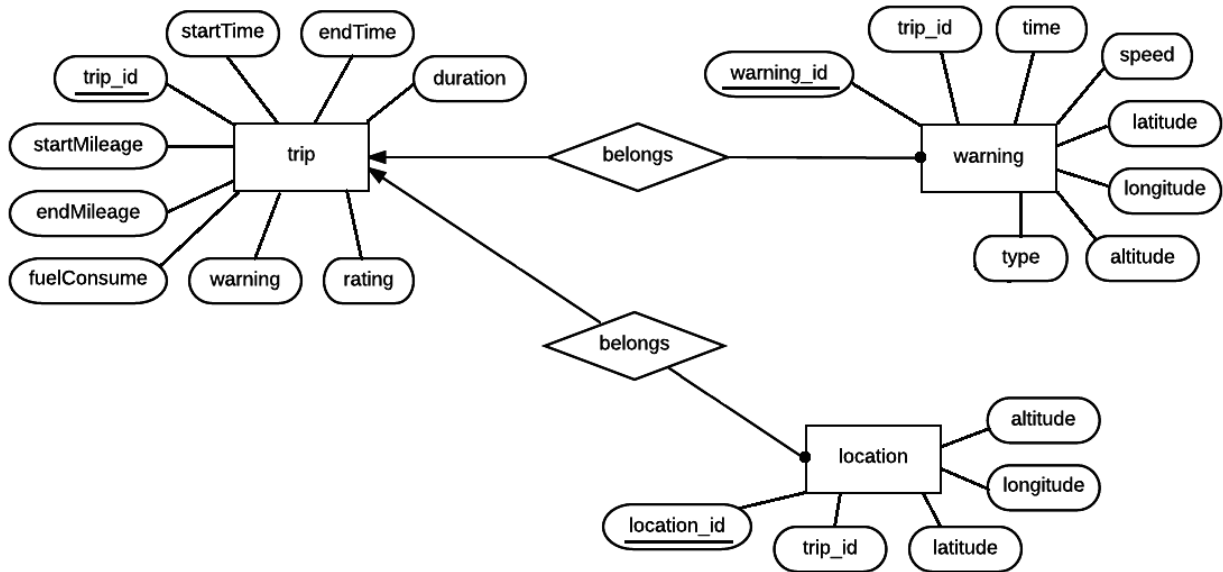 startTime
endTime
trip_id
duration
startMileage
trip
endMileage
fuelConsume
warning
rating
belongs
trip_id
time
warning_id
speed
latitude
warning
longitude
type
altitude
belongs
altitude
location
longitude
location_id
trip_id
latitude